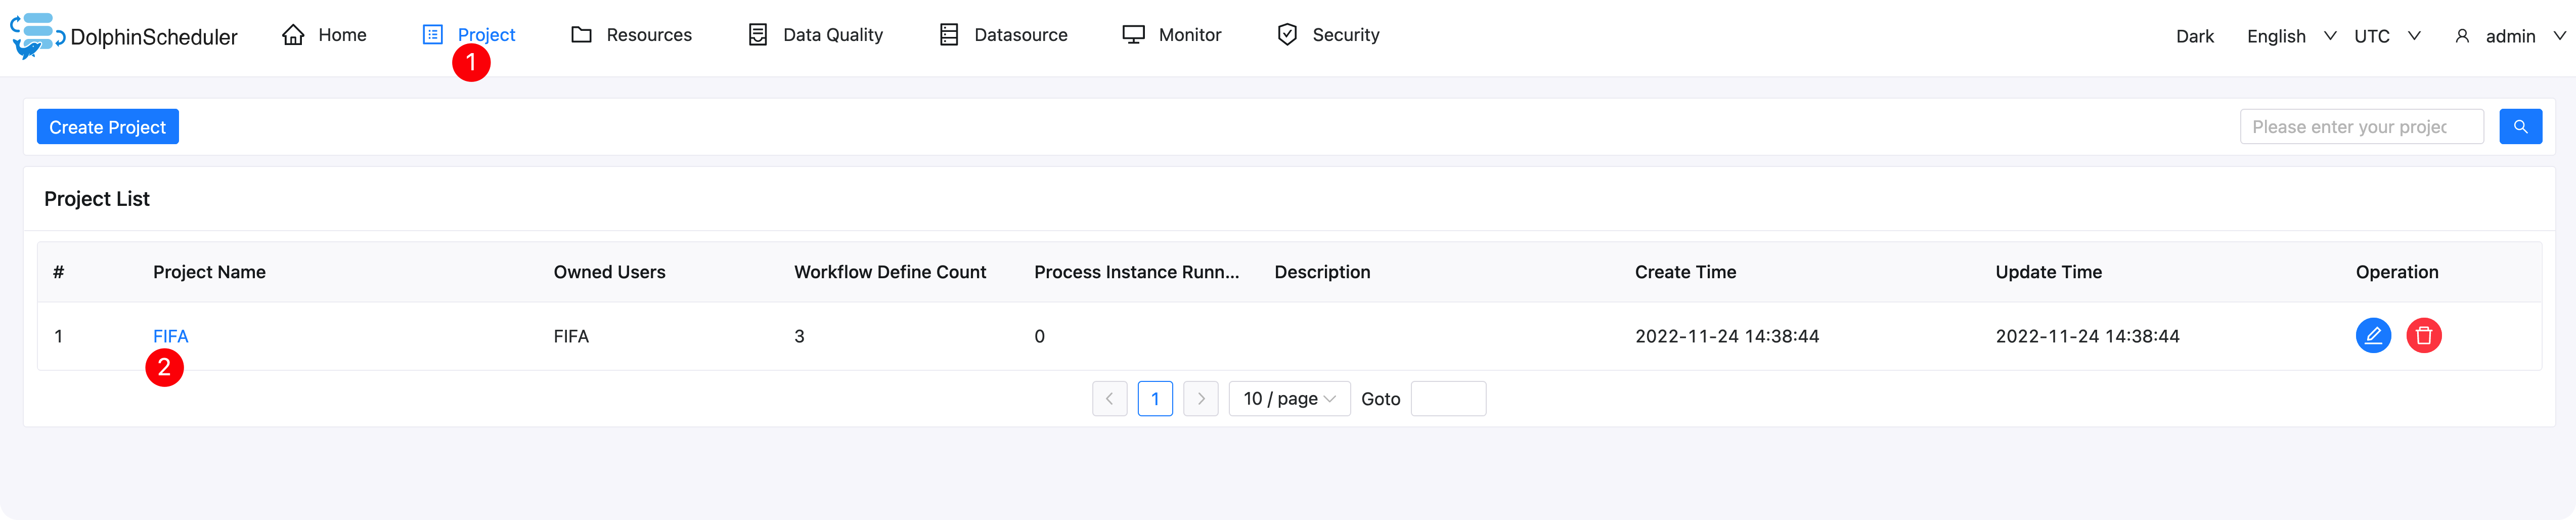 DolphinScheduler Home Project Resources Data Quality Datasource Monitor Security Dark English UTC admin
1
Create Project Please enter your projec
Project List
# Project Name Owned Users Workflow Define Count Process Instance Runn... Description Create Time Update Time Operation
1 FIFA FIFA 3 0 2022-11-24 14:38:44 2022-11-24 14:38:44
2
1 10 / page Goto